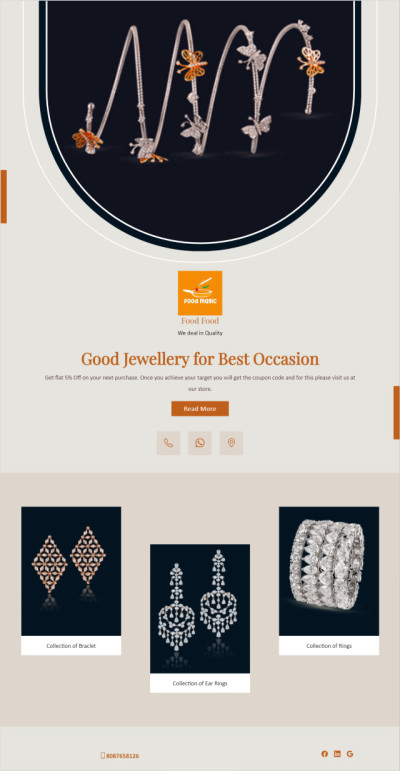 FOOD MAGIC
Food Food
We deal in Quality
Good Jewellery for Best Occasion
Get flat 5% Off on your next purchase. Once you achieve your target you will get the coupon code and for this please visit us at
our store.
Read More
Collection of Braclet
Collection of Ear Rings
Collection of Rings
8087658126